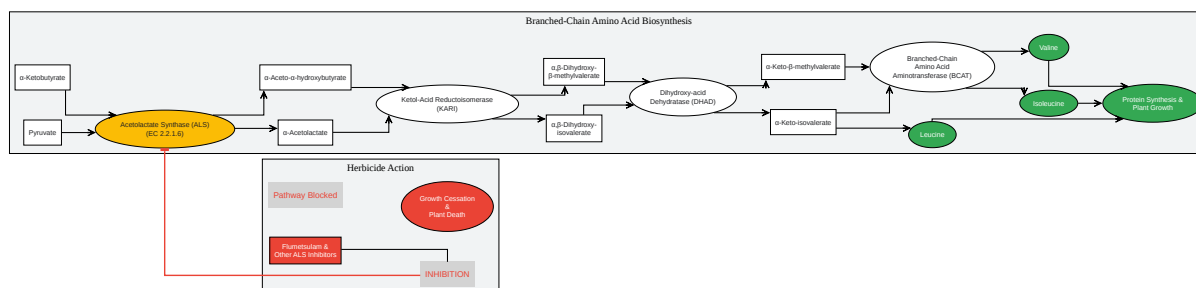 Branched-Chain Amino Acid Biosynthesis
α-Ketobutyrate
Pyruvate
Acetolactate Synthase (ALS)
(EC 2.2.1.6)
α-Aceto-α-hydroxybutyrate
α-Acetolactate
Ketol-Acid Reductoisomerase
(KARI)
α,β-Dihydroxy-
β-methylvalerate
α,β-Dihydroxy-
isovalerate
Dihydroxy-acid
Dehydratase (DHAD)
α-Keto-β-methylvalerate
α-Keto-isovalerate
Branched-Chain
Amino Acid
Aminotransferase (BCAT)
Valine
Isoleucine
Leucine
Protein Synthesis &
Plant Growth
Herbicide Action
Pathway Blocked
Growth Cessation
&
Plant Death
Flumetsulam &
Other ALS Inhibitors
INHIBITION